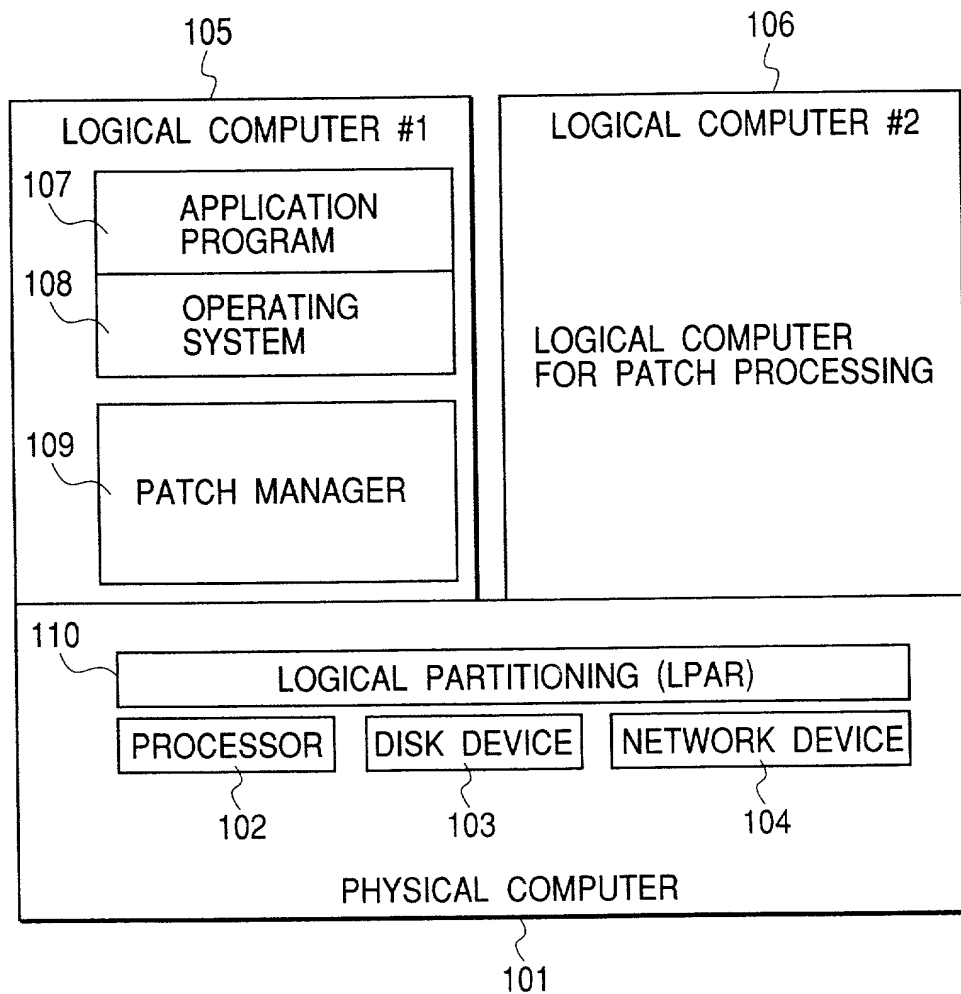 105
106
LOGICAL COMPUTER #1
LOGICAL COMPUTER #2
107
APPLICATION
PROGRAM
108
OPERATING
SYSTEM
LOGICAL COMPUTER
FOR PATCH PROCESSING
109
PATCH MANAGER
110
LOGICAL PARTITIONING (LPAR)
PROCESSOR
DISK DEVICE
NETWORK DEVICE
102
103
104
PHYSICAL COMPUTER
101